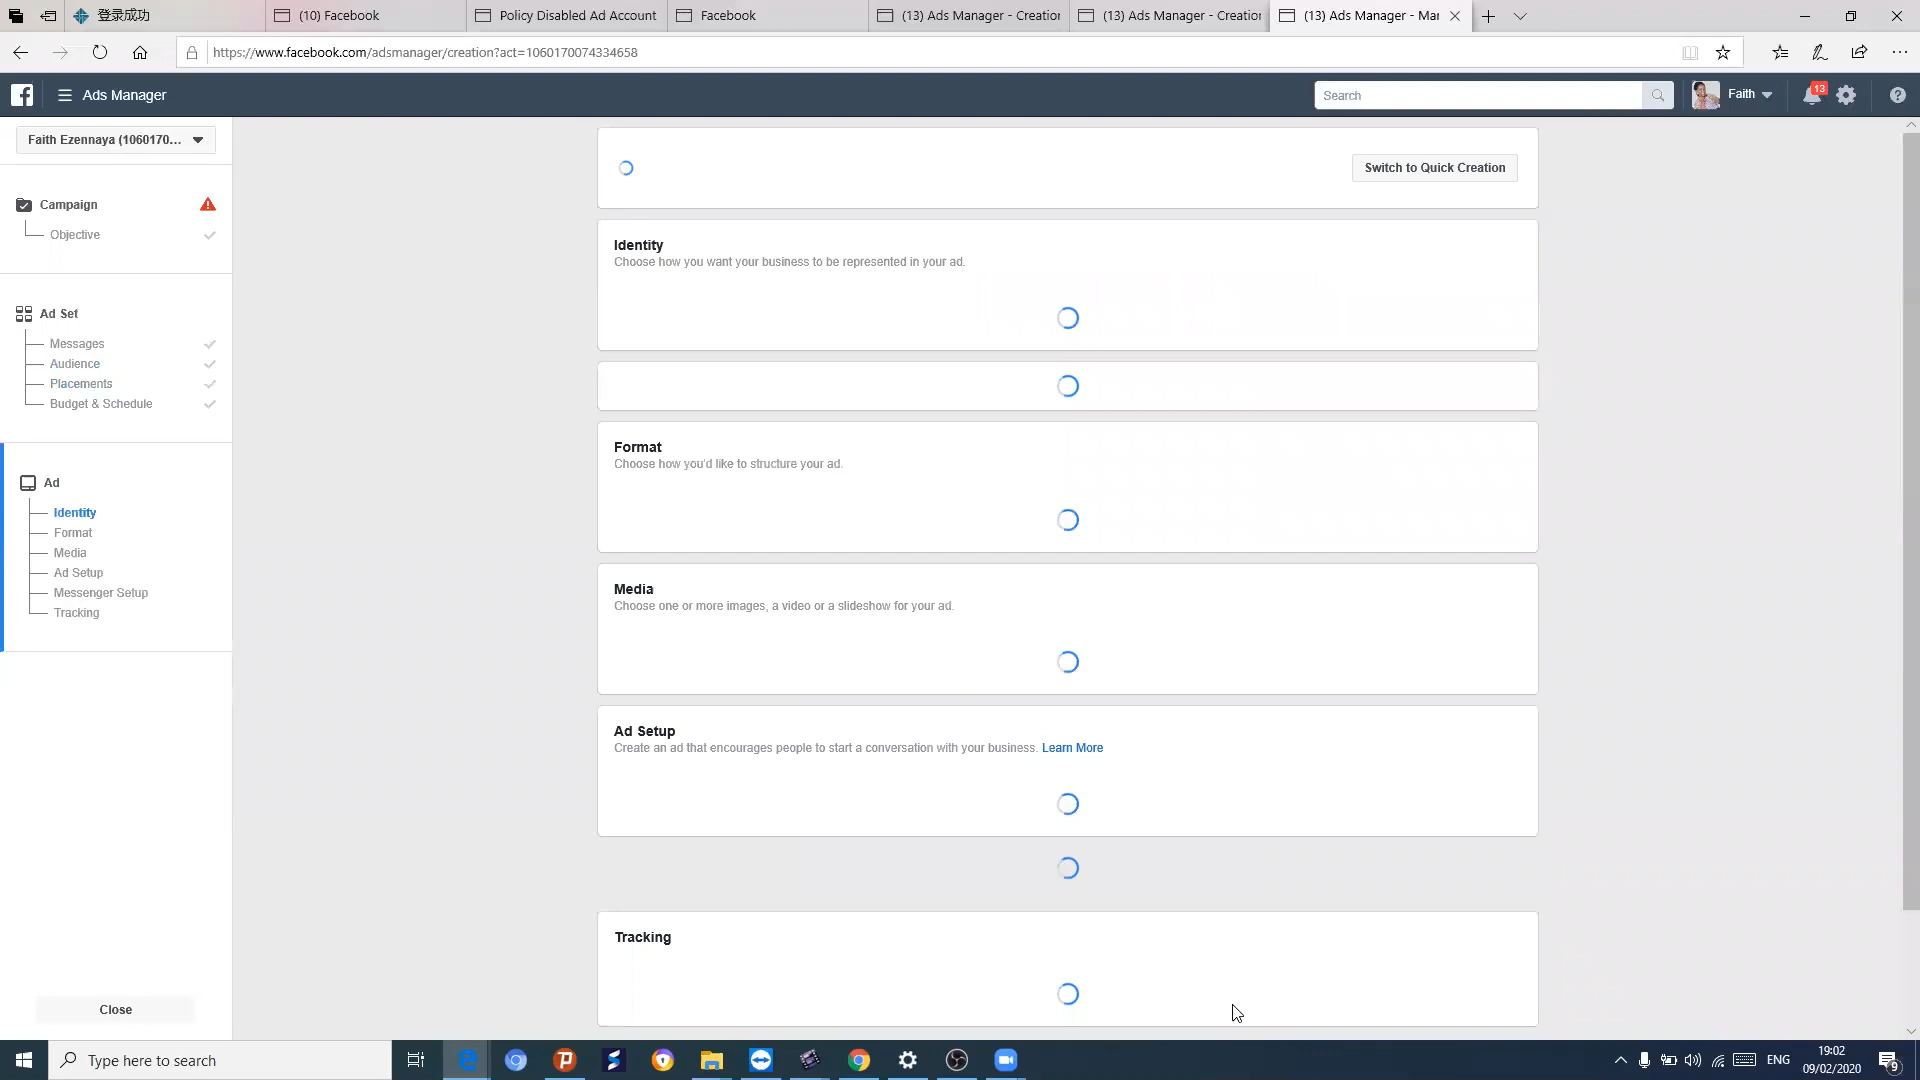 登录成功
(10) Facebook
Policy Disabled Ad Account
Facebook
(13) Ads Manager - Creation
(13) Ads Manager - Creation
(13) Ads Manager - Mar
https://www.facebook.com/adsmanager/creation?act=1060170074334658
Ads Manager
Search
Faith
13
Faith Ezennaya (1060170...
Switch to Quick Creation
Campaign
Objective
Identity
Choose how you want your business to be represented in your ad.
Ad Set
Messages
Audience
Placements
Budget & Schedule
Format
Choose how you'd like to structure your ad.
Ad
Identity
Format
Media
Ad Setup
Messenger Setup
Tracking
Media
Choose one or more images, a video or a slideshow for your ad.
Ad Setup
Create an ad that encourages people to start a conversation with your business. Learn More
Tracking
Close
Type here to search
ENG
19:02
09/02/2020
9